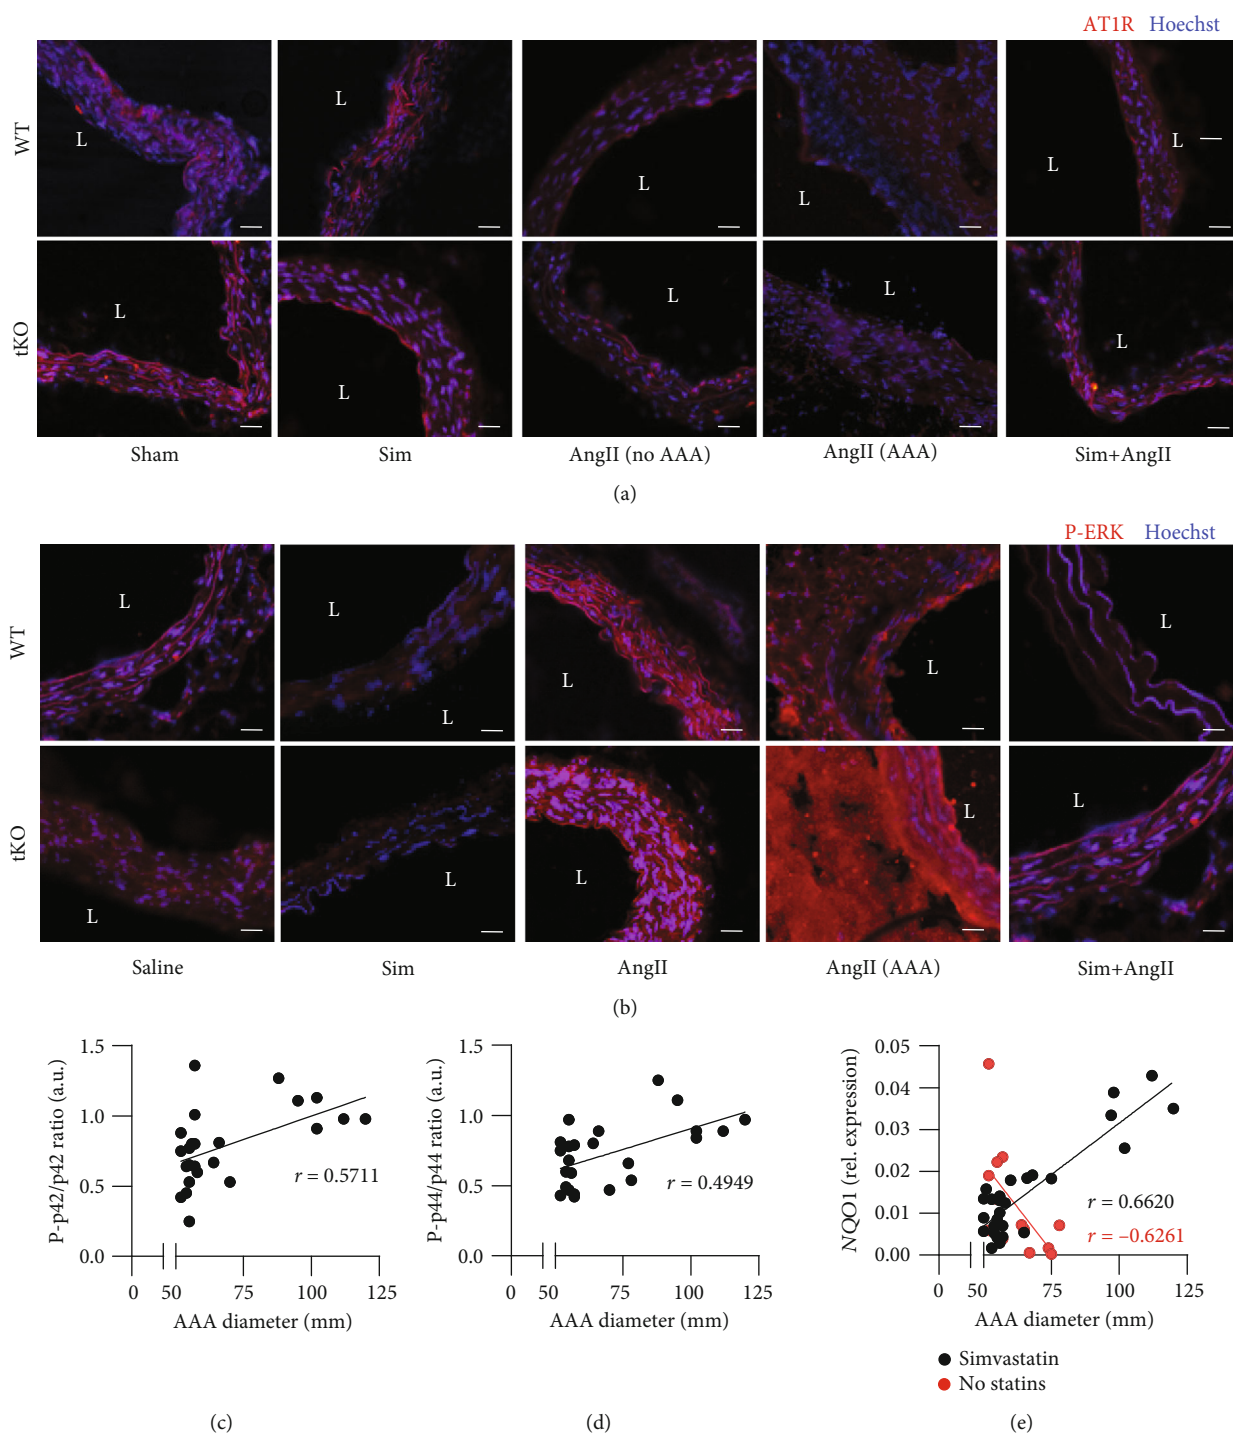 AT1R Hoechst
WT
L L L L L L
tKO
L L L L L
Sham Sim AngII (no AAA) AngII (AAA) Sim+AngII
(a)
P-ERK Hoechst
WT
L L L L L
tKO
L L L L L
Saline Sim AngII AngII (AAA) Sim+AngII
(b)
P-p42/p42 ratio (a.u.)
1.5
1.0
0.5
0.0
r = 0.5711
0 50 75 100 125
AAA diameter (mm)
(c)
P-p44/p44 ratio (a.u.)
1.5
1.0
0.5
0.0
r = 0.4949
0 50 75 100 125
AAA diameter (mm)
(d)
NQO1 (rel. expression)
0.05
0.04
0.03
0.02
0.01
0.00
r = 0.6620
r = –0.6261
0 50 75 100 125
AAA diameter (mm)
Simvastatin
No statins
(e)